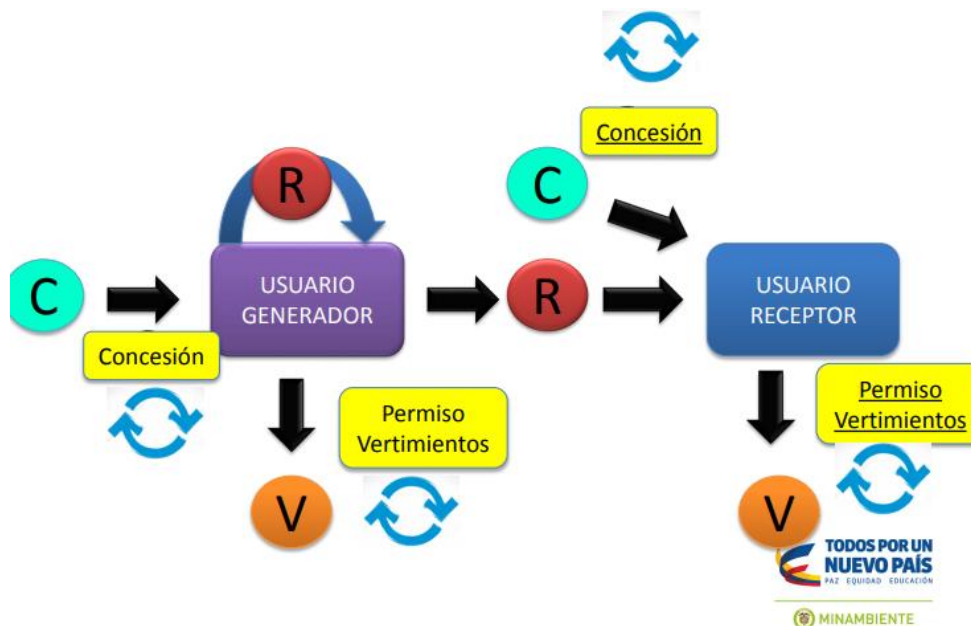 Concesión
C
R
USUARIO
GENERADOR
C
R
USUARIO
RECEPTOR
Concesión
Permiso
Vertimientos
Permiso
Vertimientos
V
V
TODOS POR UN
NUEVO PAÍS
PAZ EQUIDAD EDUCACIÓN
MINAMBIENTE